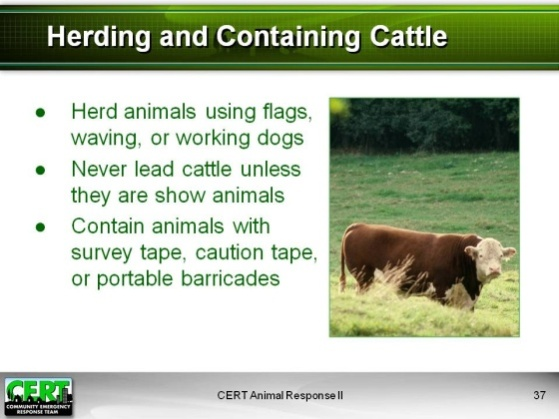 Herding and Containing Cattle
● Herd animals using flags,
waving, or working dogs
● Never lead cattle unless
they are show animals
● Contain animals with
survey tape, caution tape,
or portable barricades
CERT
COMMUNITY EMERGENCY
RESPONSE TEAM
CERT Animal Response II
37